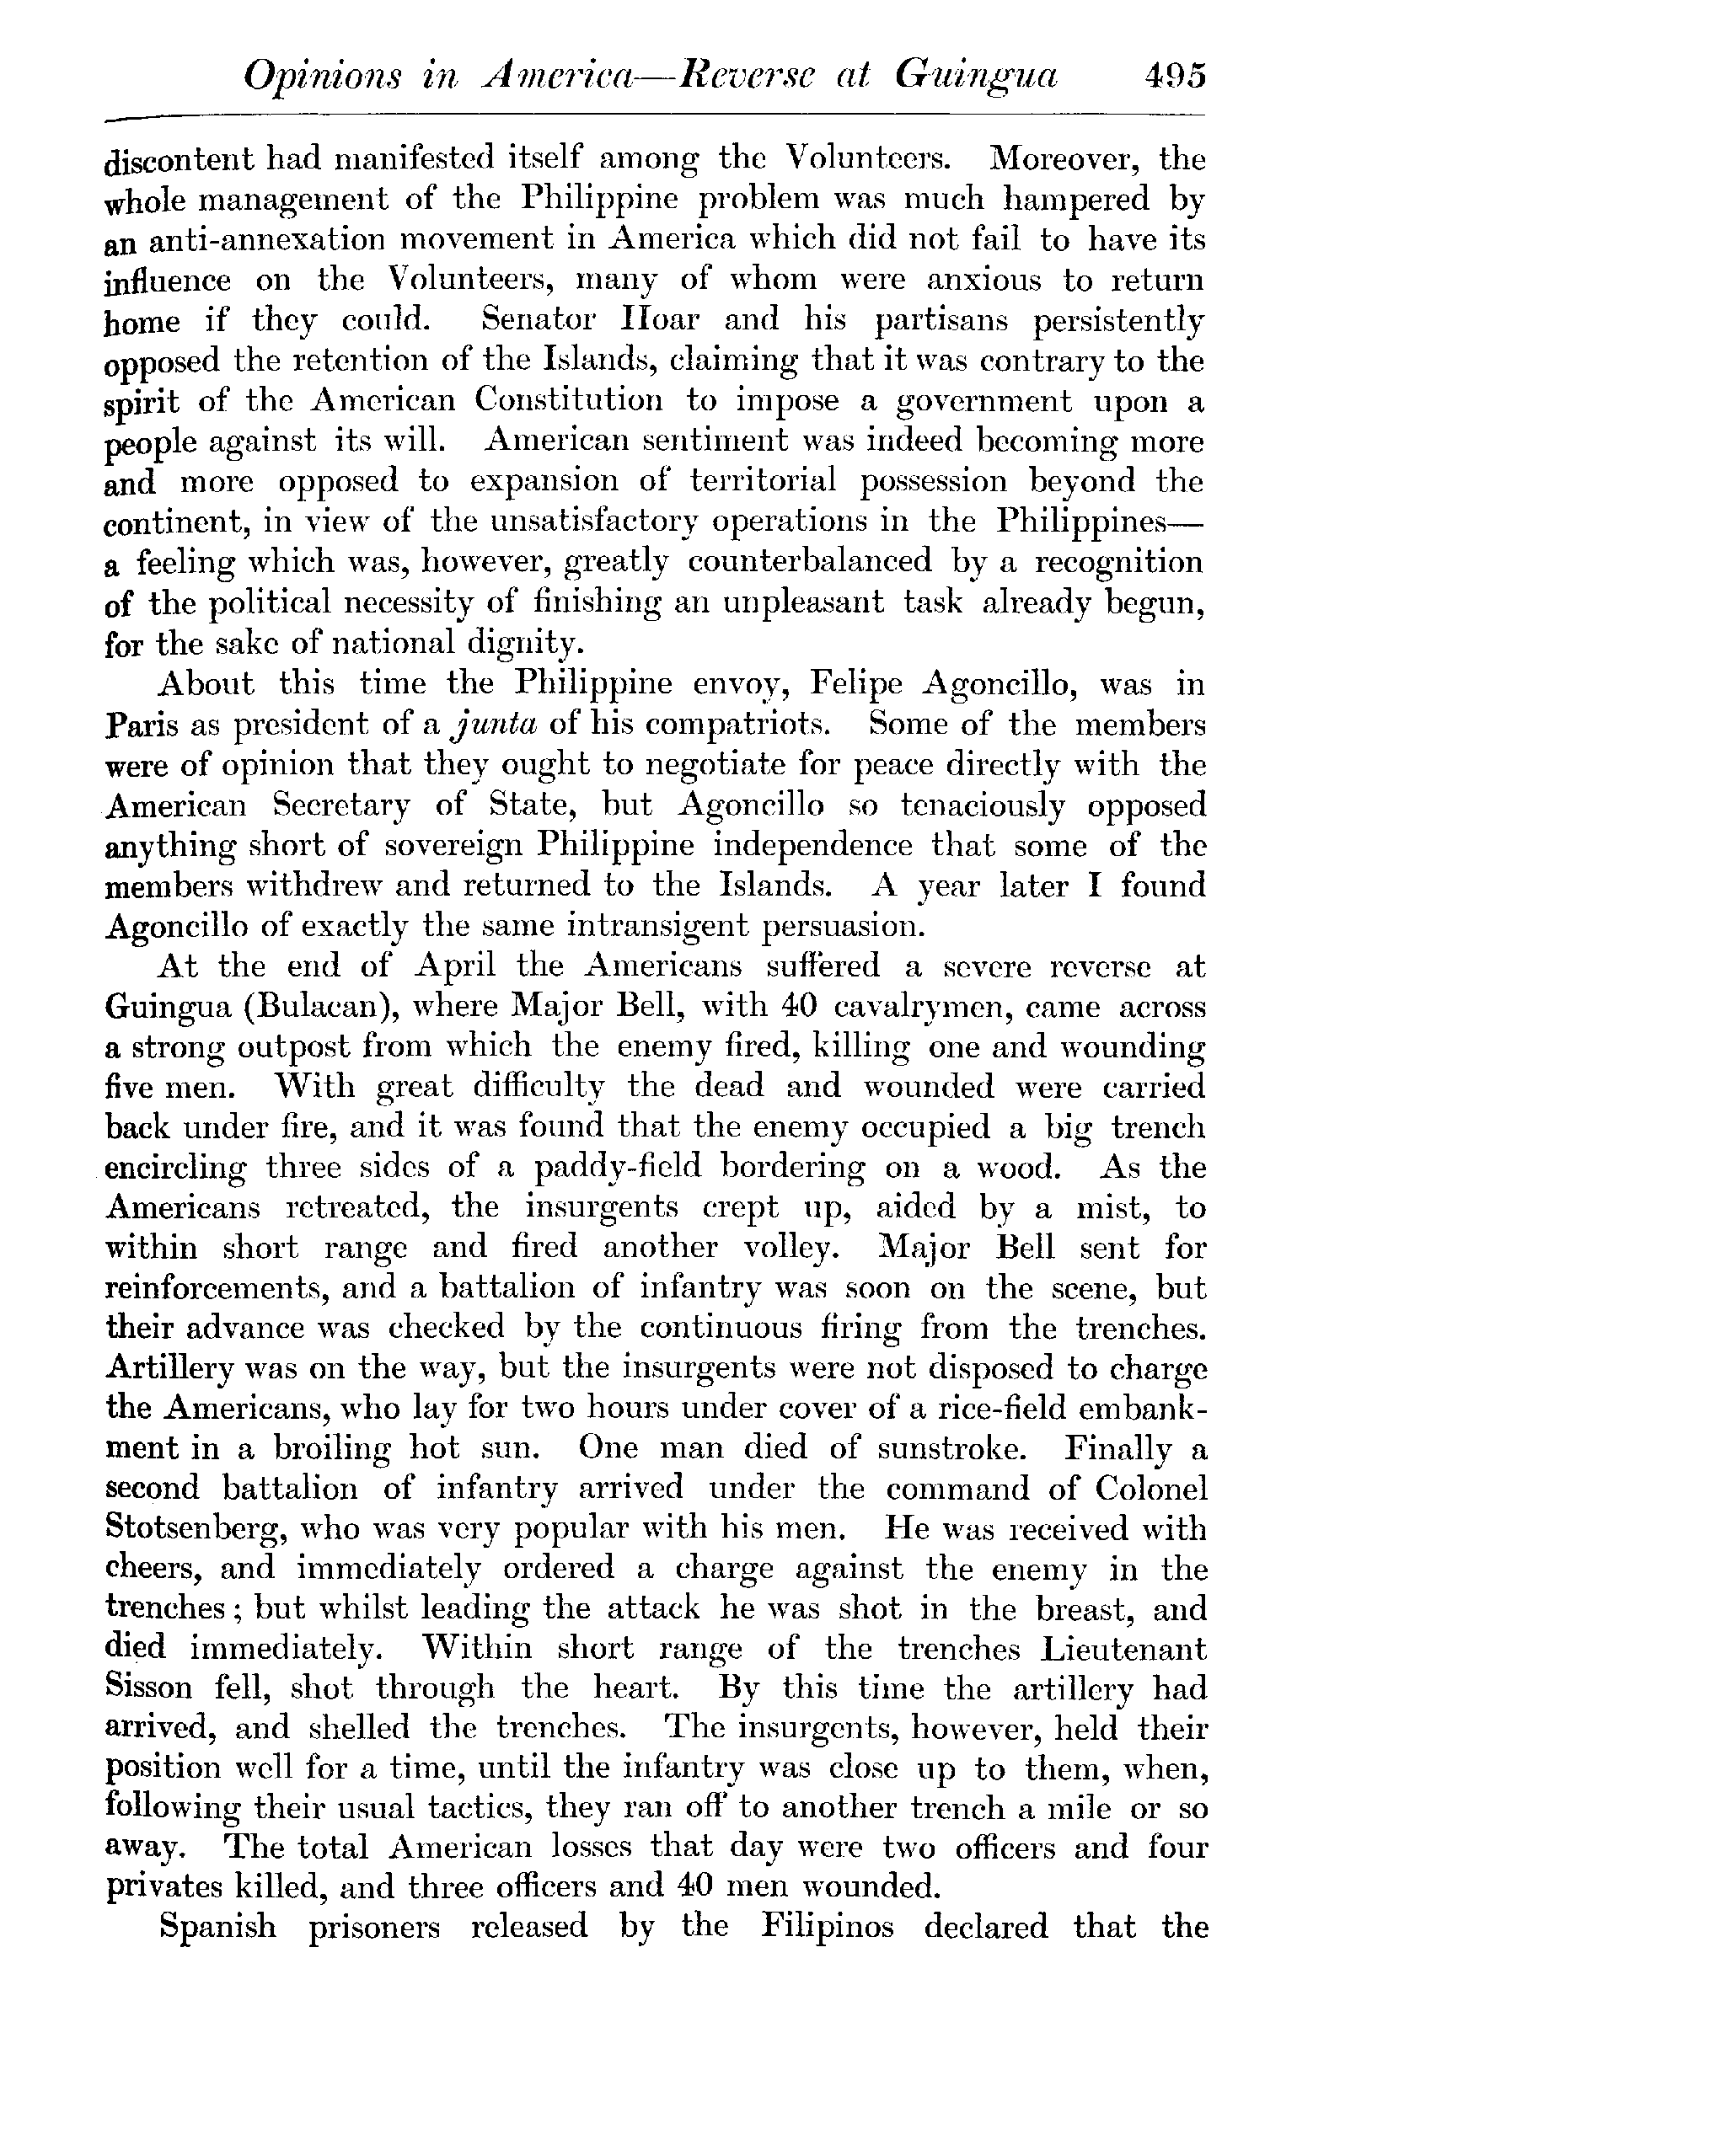 Opinions in America—Reverse at Guingua 495
discontent had manifested itself among the Volunteers. Moreover, the
whole management of the Philippine problem was much hampered by
an anti-annexation movement in America which did not fail to have its
influence on the Volunteers, many of whom were anxious to return
home if they could. Senator Hoar and his partisans persistently
opposed the retention of the Islands, claiming that it was contrary to the
spirit of the American Constitution to impose a government upon a
people against its will. American sentiment was indeed becoming more
and more opposed to expansion of territorial possession beyond the
continent, in view of the unsatisfactory operations in the Philippines—
a feeling which was, however, greatly counterbalanced by a recognition
of the political necessity of finishing an unpleasant task already begun,
for the sake of national dignity.
About this time the Philippine envoy, Felipe Agoncillo, was in
Paris as president of a junta of his compatriots. Some of the members
were of opinion that they ought to negotiate for peace directly with the
American Secretary of State, but Agoncillo so tenaciously opposed
anything short of sovereign Philippine independence that some of the
members withdrew and returned to the Islands. A year later I found
Agoncillo of exactly the same intransigent persuasion.
At the end of April the Americans suffered a severe reverse at
Guingua (Bulacan), where Major Bell, with 40 cavalrymen, came across
a strong outpost from which the enemy fired, killing one and wounding
five men. With great difficulty the dead and wounded were carried
back under fire, and it was found that the enemy occupied a big trench
encircling three sides of a paddy-field bordering on a wood. As the
Americans retreated, the insurgents crept up, aided by a mist, to
within short range and fired another volley. Major Bell sent for
reinforcements, and a battalion of infantry was soon on the scene, but
their advance was checked by the continuous firing from the trenches.
Artillery was on the way, but the insurgents were not disposed to charge
the Americans, who lay for two hours under cover of a rice-field embank-
ment in a broiling hot sun. One man died of sunstroke. Finally a
second battalion of infantry arrived under the command of Colonel
Stotsenberg, who was very popular with his men. He was received with
cheers, and immediately ordered a charge against the enemy in the
trenches; but whilst leading the attack he was shot in the breast, and
died immediately. Within short range of the trenches Lieutenant
Sisson fell, shot through the heart. By this time the artillery had
arrived, and shelled the trenches. The insurgents, however, held their
position well for a time, until the infantry was close up to them, when,
following their usual tactics, they ran off to another trench a mile or so
away. The total American losses that day were two officers and four
privates killed, and three officers and 40 men wounded.
Spanish prisoners released by the Filipinos declared that the